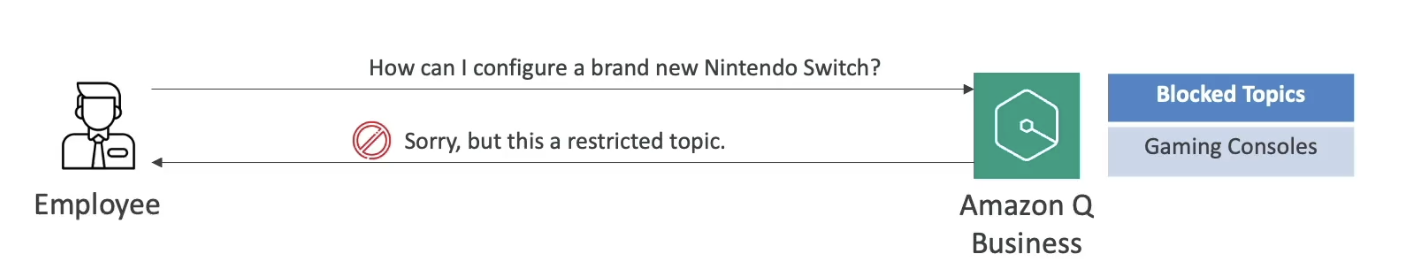 How can I configure a brand new Nintendo Switch?
Sorry, but this a restricted topic.
Employee
Amazon Q
Business
Blocked Topics
Gaming Consoles